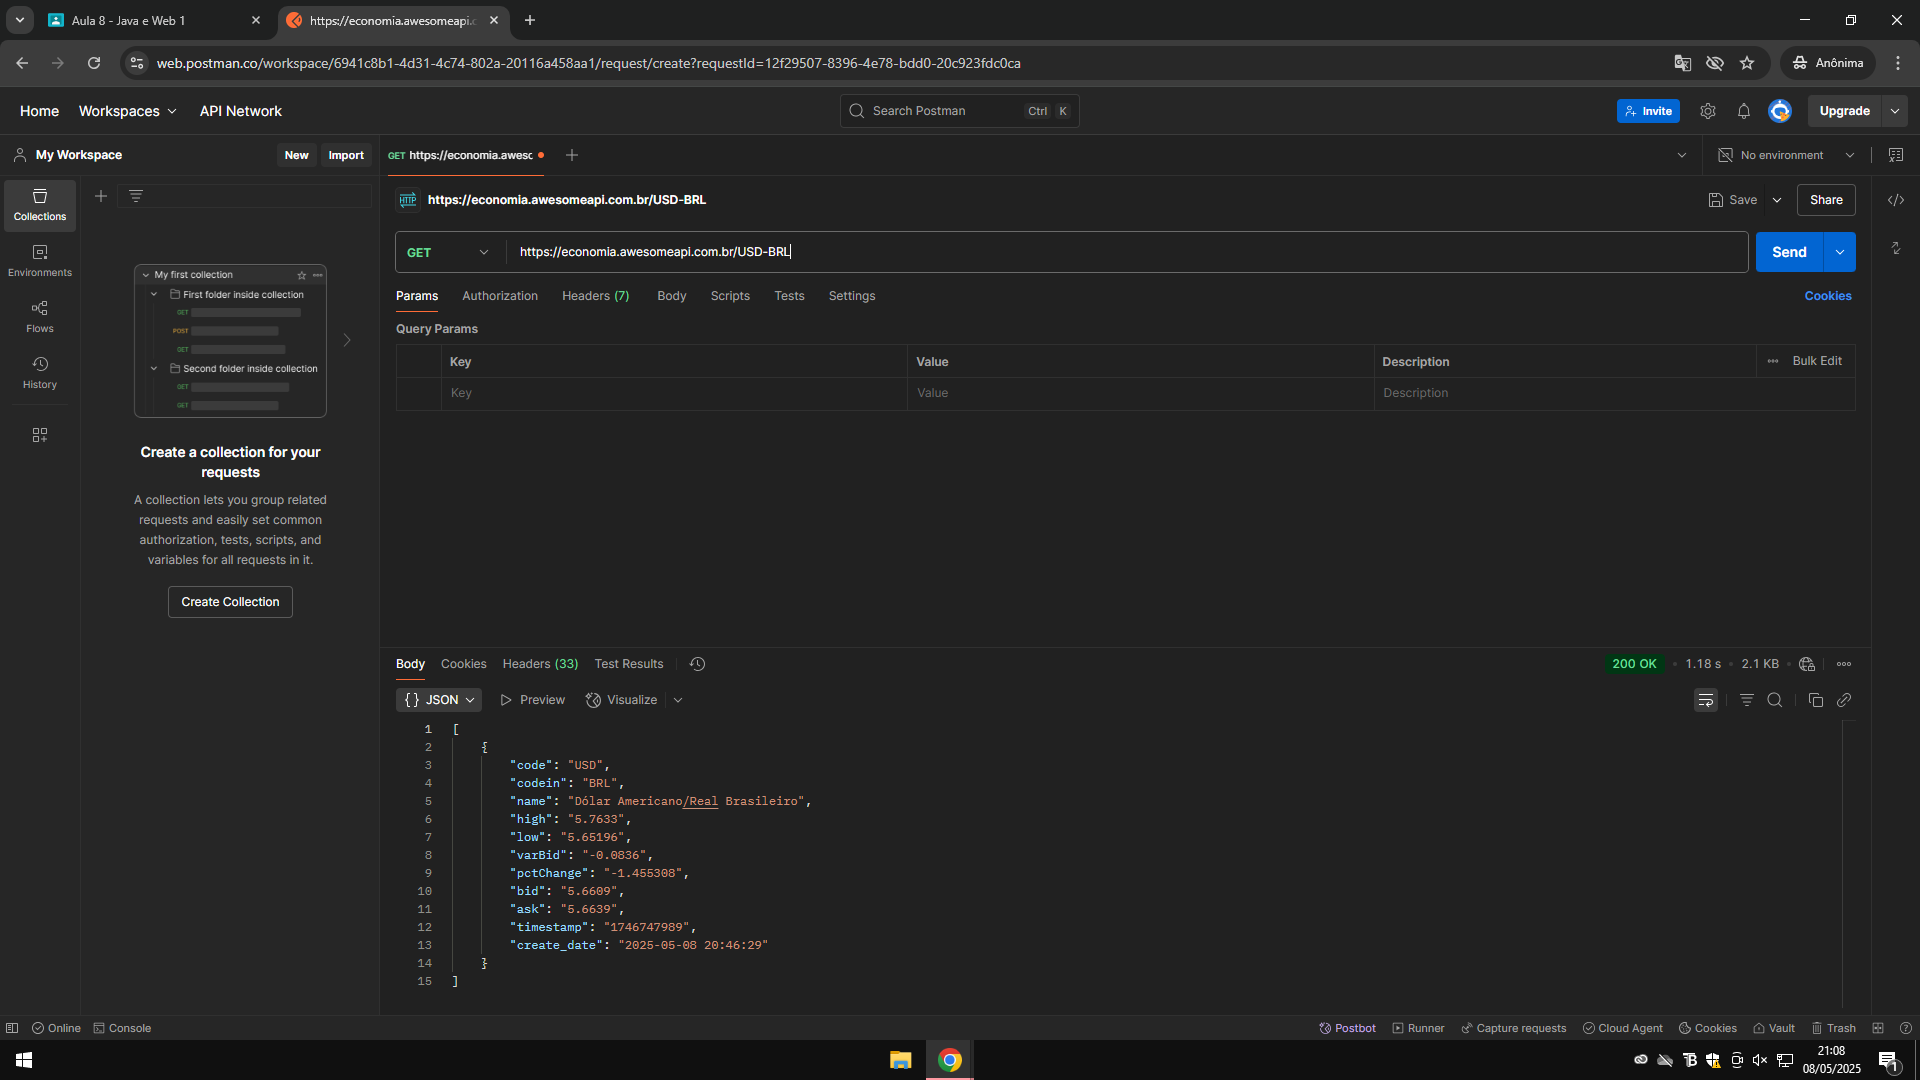 Aula 8 - Java e Web 1
https://economia.awesomeapi.c
web.postman.co/workspace/6941c8b1-4d31-4c74-802a-20116a458aa1/request/create?requestId=12f29507-8396-4e78-bdd0-20c923fdc0ca
Anônima
Home
Workspaces
API Network
Search Postman
Ctrl
K
Invite
Upgrade
My Workspace
New
Import
GET https://economia.awesc
No environment
Collections
Environments
Flows
History
My first collection
First folder inside collection
GET
POST
GET
Second folder inside collection
GET
GET
Create a collection for your
requests
A collection lets you group related
requests and easily set common
authorization, tests, scripts, and
variables for all requests in it.
Create Collection
HTTP
https://economia.awesomeapi.com.br/USD-BRL
Save
Share
GET
https://economia.awesomeapi.com.br/USD-BRL
Send
Params
Authorization
Headers (7)
Body
Scripts
Tests
Settings
Cookies
Query Params
Key
Value
Description
Bulk Edit
Key
Value
Description
Body
Cookies
Headers (33)
Test Results
200 OK
1.18 s
2.1 KB
{} JSON
Preview
Visualize
1 [
2 {
3 "code": "USD",
4 "codein": "BRL",
5 "name": "Dólar Americano/Real Brasileiro",
6 "high": "5.7633",
7 "low": "5.65196",
8 "varBid": "-0.0836",
9 "pctChange": "-1.455308",
10 "bid": "5.6609",
11 "ask": "5.6639",
12 "timestamp": "1746747989",
13 "create_date": "2025-05-08 20:46:29"
14 }
15 ]
Online
Console
Postbot
Runner
Capture requests
Cloud Agent
Cookies
Vault
Trash
21:08
08/05/2025
1